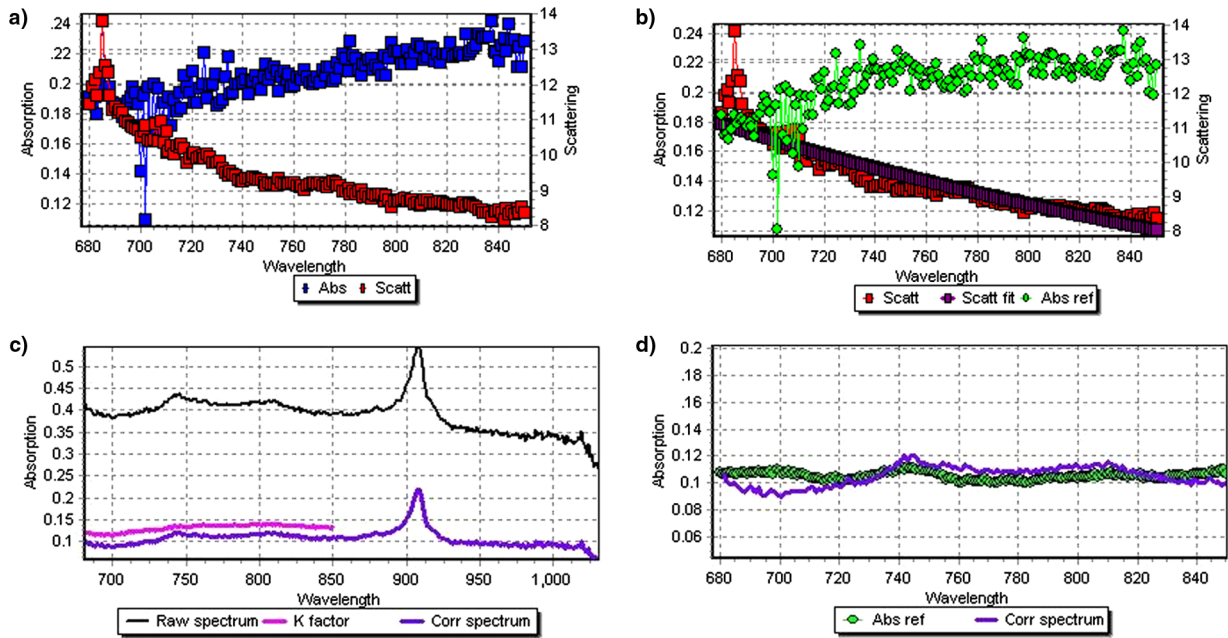 a)
.24
.22
0.2
0.18
0.16
0.14
0.12
Absorption
14
13
12
11
10
9
8
Scattering
680 700 720 740 760 780 800 820 840
Wavelength
Abs Scatt
b)
0.24
0.22
0.2
0.18
0.16
0.14
0.12
Absorption
14
13
12
11
10
9
8
Scattering
680 700 720 740 760 780 800 820 840
Wavelength
Scatt Scatt fit Abs ref
c)
0.5
0.45
0.4
0.35
0.3
0.25
0.2
0.15
0.1
Absorption
700 750 800 850 900 950 1,000
Wavelength
Raw spectrum K factor Corr spectrum
d)
0.2
.18
.16
.14
0.12
0.1
0.08
0.06
Absorption
680 700 720 740 760 780 800 820 840
Wavelength
Abs ref Corr spectrum